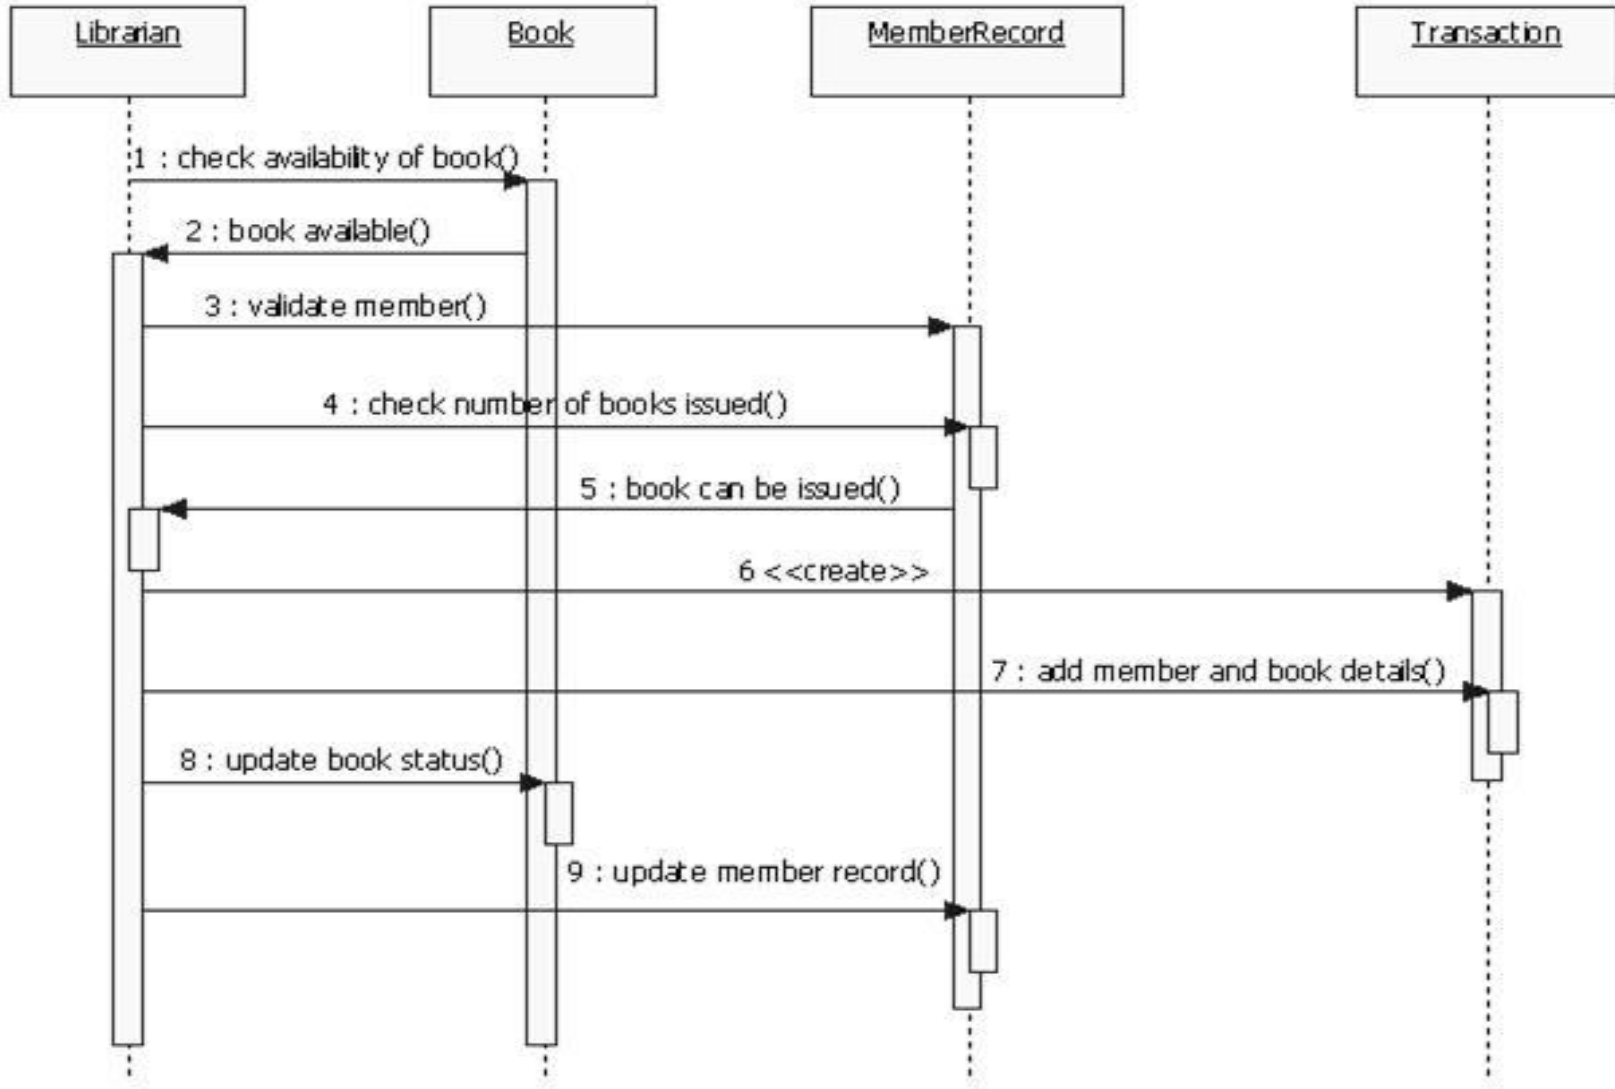 Librarian
Book
MemberRecord
Transaction
1 : check availability of book()
2 : book available()
3 : validate member()
4 : check number of books issued()
5 : book can be issued()
6 <<create>>
7 : add member and book details()
8 : update book status()
9 : update member record()